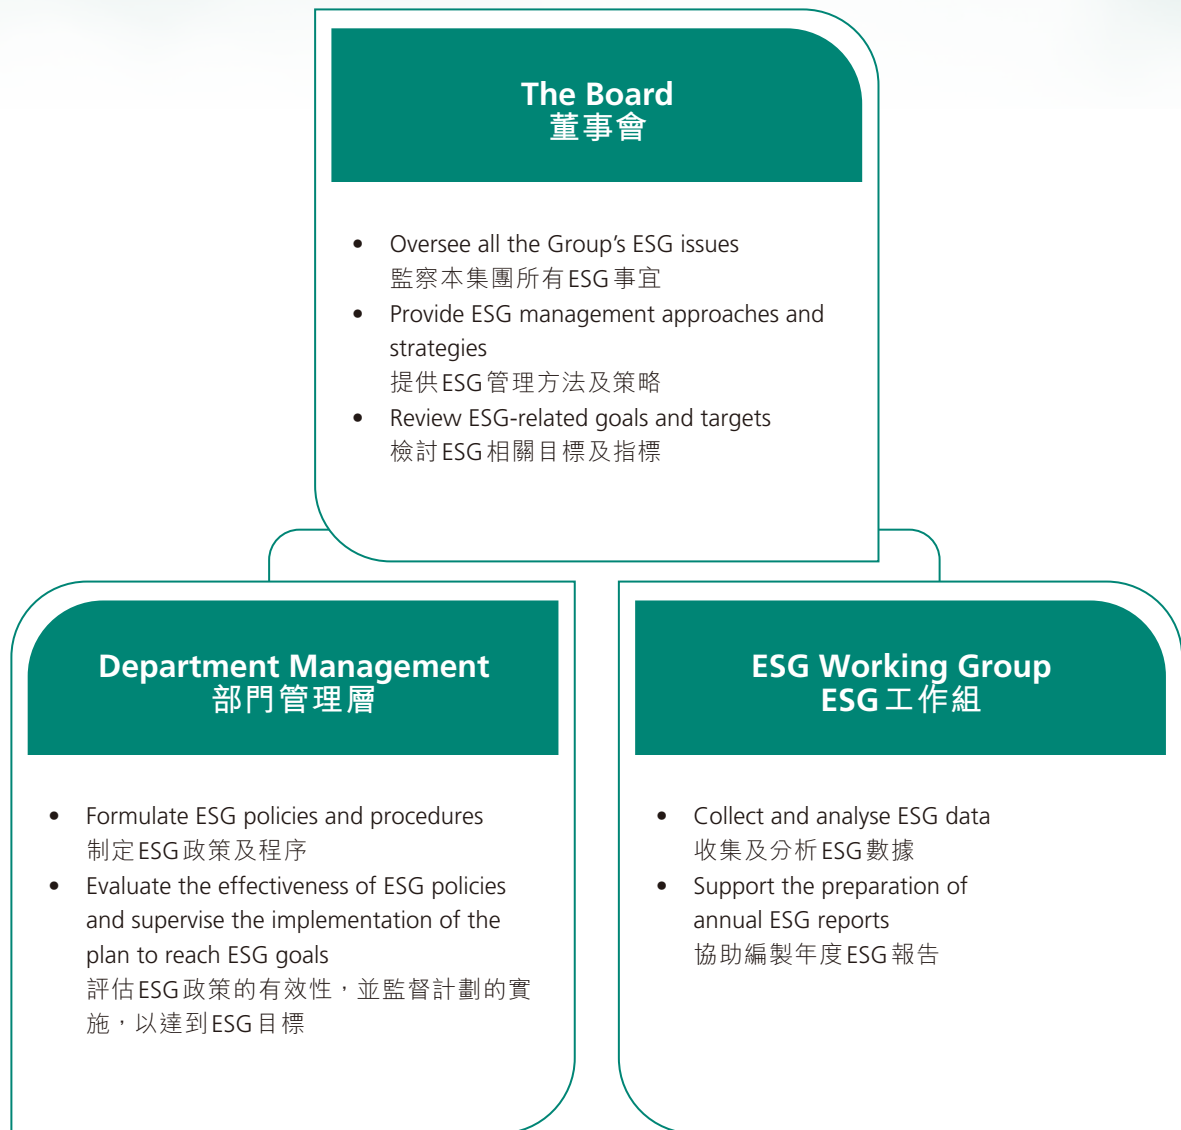 The Board
董事會
• Oversee all the Group’s ESG issues
監察本集團所有ESG事宜
• Provide ESG management approaches and
strategies
提供ESG管理方法及策略
• Review ESG-related goals and targets
檢討ESG相關目標及指標
Department Management
部門管理層
• Formulate ESG policies and procedures
制定ESG政策及程序
• Evaluate the effectiveness of ESG policies
and supervise the implementation of the
plan to reach ESG goals
評估ESG政策的有效性，並監督計劃的實
施，以達到ESG目標
ESG Working Group
ESG工作組
• Collect and analyse ESG data
收集及分析ESG數據
• Support the preparation of
annual ESG reports
協助編製年度ESG報告